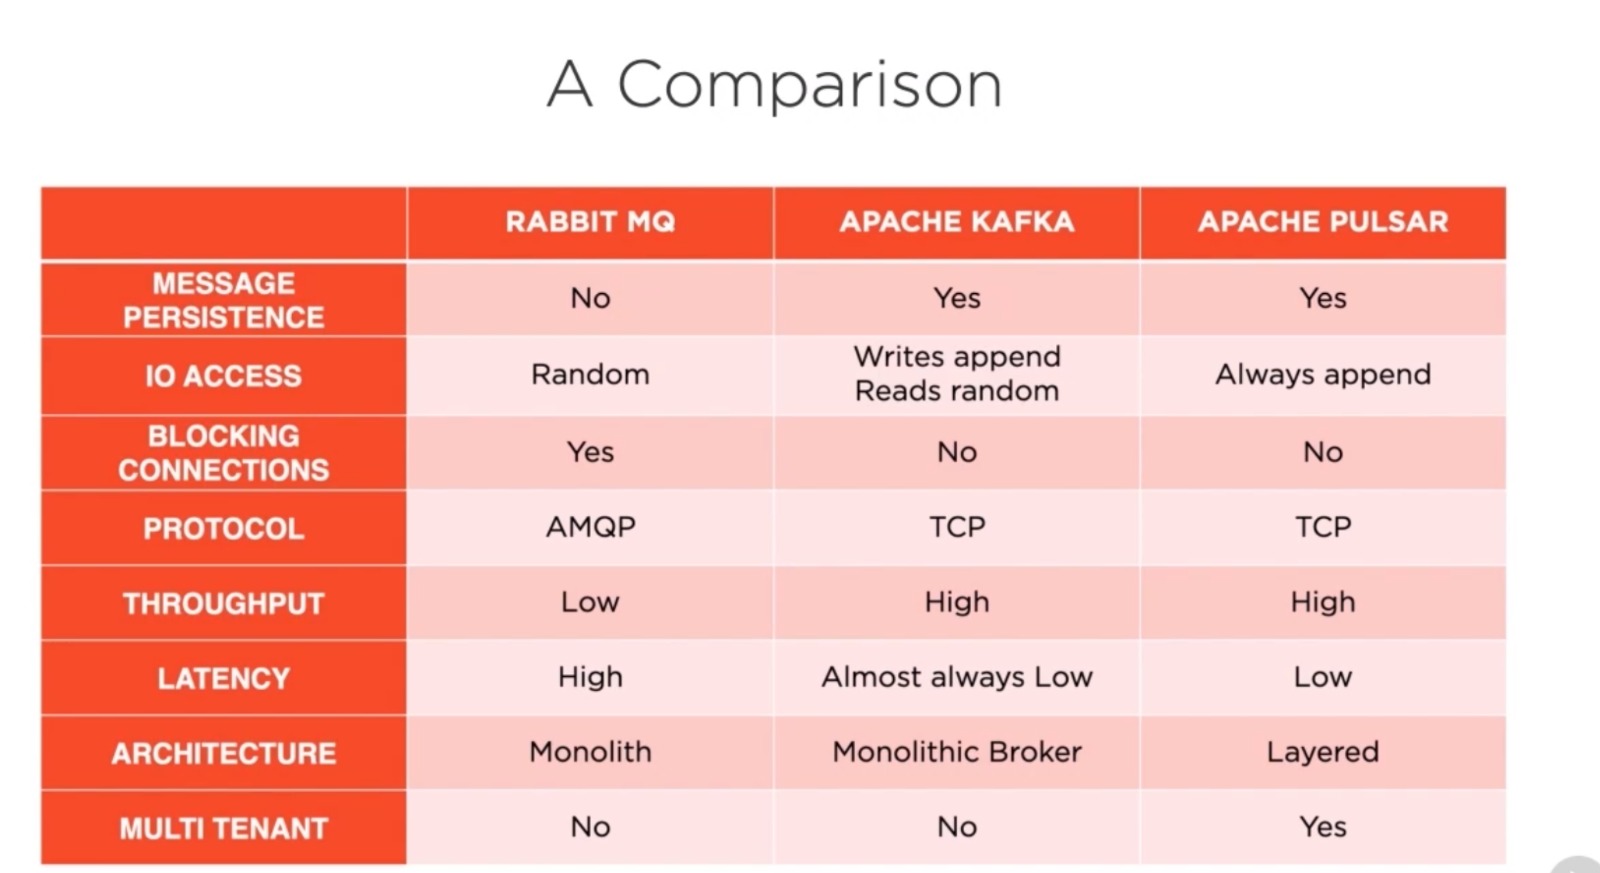 A Comparison
RABBIT MQ APACHE KAFKA APACHE PULSAR
MESSAGE
PERSISTENCE
No Yes Yes
IO ACCESS
Random
Writes append
Reads random
Always append
BLOCKING
CONNECTIONS
Yes No No
PROTOCOL AMQP TCP TCP
THROUGHPUT Low High High
LATENCY High Almost always Low Low
ARCHITECTURE Monolith Monolithic Broker Layered
MULTI TENANT No No Yes